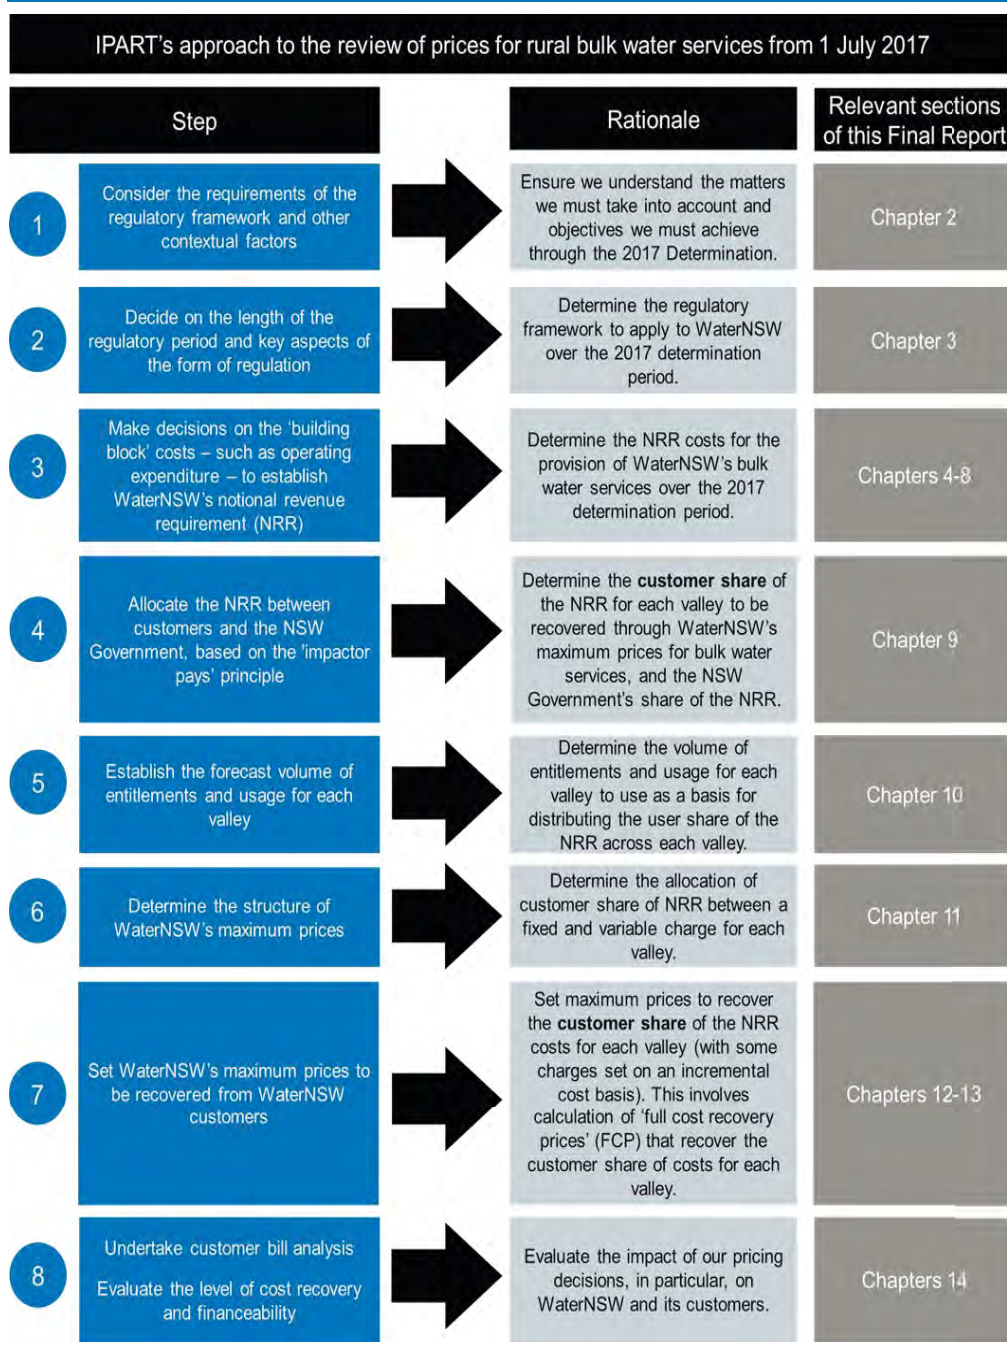 IPART's approach to the review of prices for rural bulk water services from 1 July 2017
Step
Rationale
Relevant sections
of this Final Report
1
Consider the requirements of the
regulatory framework and other
contextual factors
Ensure we understand the matters
we must take into account and
objectives we must achieve
through the 2017 Determination.
Chapter 2
2
Decide on the length of the
regulatory period and key aspects of
the form of regulation
Determine the regulatory
framework to apply to WaterNSW
over the 2017 determination
period.
Chapter 3
3
Make decisions on the 'building
block' costs – such as operating
expenditure – to establish
WaterNSW's notional revenue
requirement (NRR)
Determine the NRR costs for the
provision of WaterNSW's bulk
water services over the 2017
determination period.
Chapters 4-8
4
Allocate the NRR between
customers and the NSW
Government, based on the 'impactor
pays' principle
Determine the customer share of
the NRR for each valley to be
recovered through WaterNSW's
maximum prices for bulk water
services, and the NSW
Government's share of the NRR.
Chapter 9
5
Establish the forecast volume of
entitlements and usage for each
valley
Determine the volume of
entitlements and usage for each
valley to use as a basis for
distributing the user share of the
NRR across each valley.
Chapter 10
6
Determine the structure of
WaterNSW's maximum prices
Determine the allocation of
customer share of NRR between a
fixed and variable charge for each
valley.
Chapter 11
7
Set WaterNSW's maximum prices to
be recovered from WaterNSW
customers
Set maximum prices to recover
the customer share of the NRR
costs for each valley (with some
charges set on an incremental
cost basis). This involves
calculation of 'full cost recovery
prices' (FCP) that recover the
customer share of costs for each
valley.
Chapters 12-13
8
Undertake customer bill analysis
Evaluate the level of cost recovery
and financeability
Evaluate the impact of our pricing
decisions, in particular, on
WaterNSW and its customers.
Chapters 14